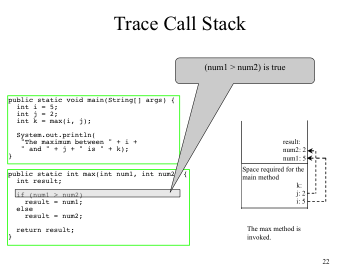 Trace Call Stack
(num1 > num2) is true
public static void main(String[] args) {
int i = 5;
int j = 2;
int k = max(i, j);
System.out.println(
"The maximum between " + i +
" and " + j + " is " + k);
}
public static int max(int num1, int num2) {
int result;
if (num1 > num2)
result = num1;
else
result = num2;
return result;
}
result:
num2: 2
num1: 5
Space required for the
main method
k:
j: 2
i: 5
The max method is
invoked.
22